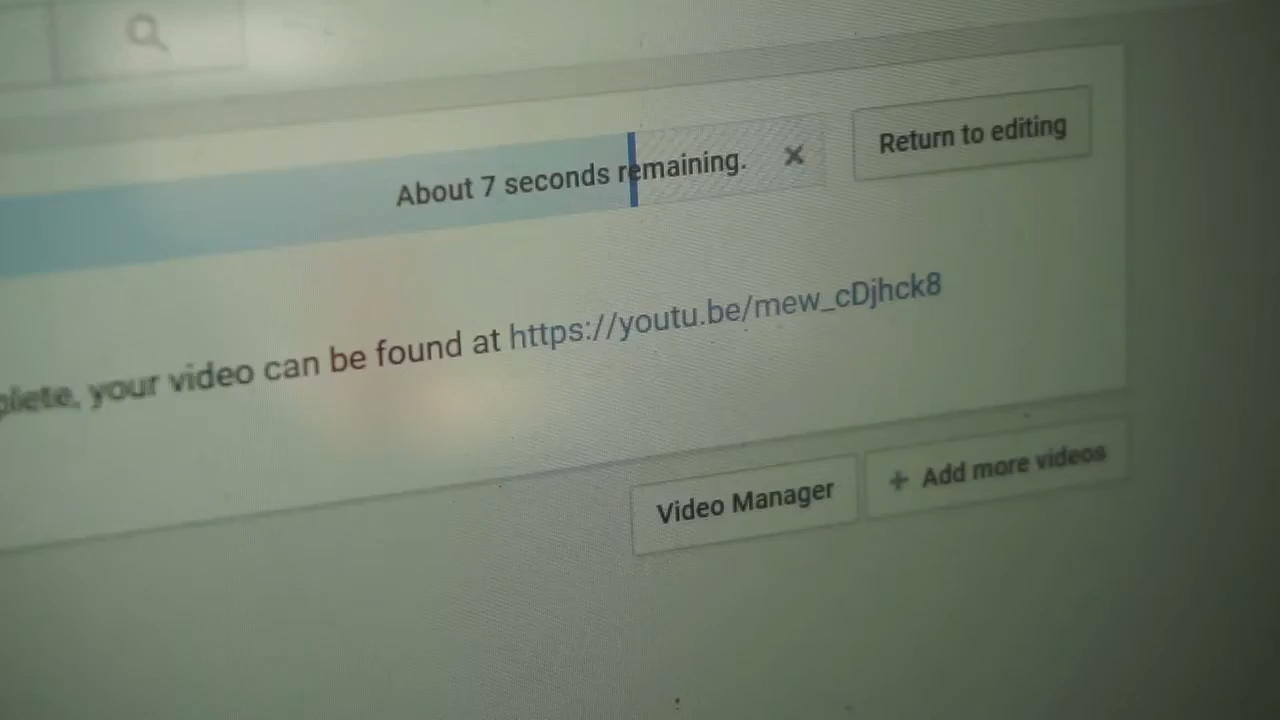 Return to editing
About 7 seconds remaining.
your video can be found at https://youtu.be/mew_cDjhck8
Video Manager
+ Add more videos